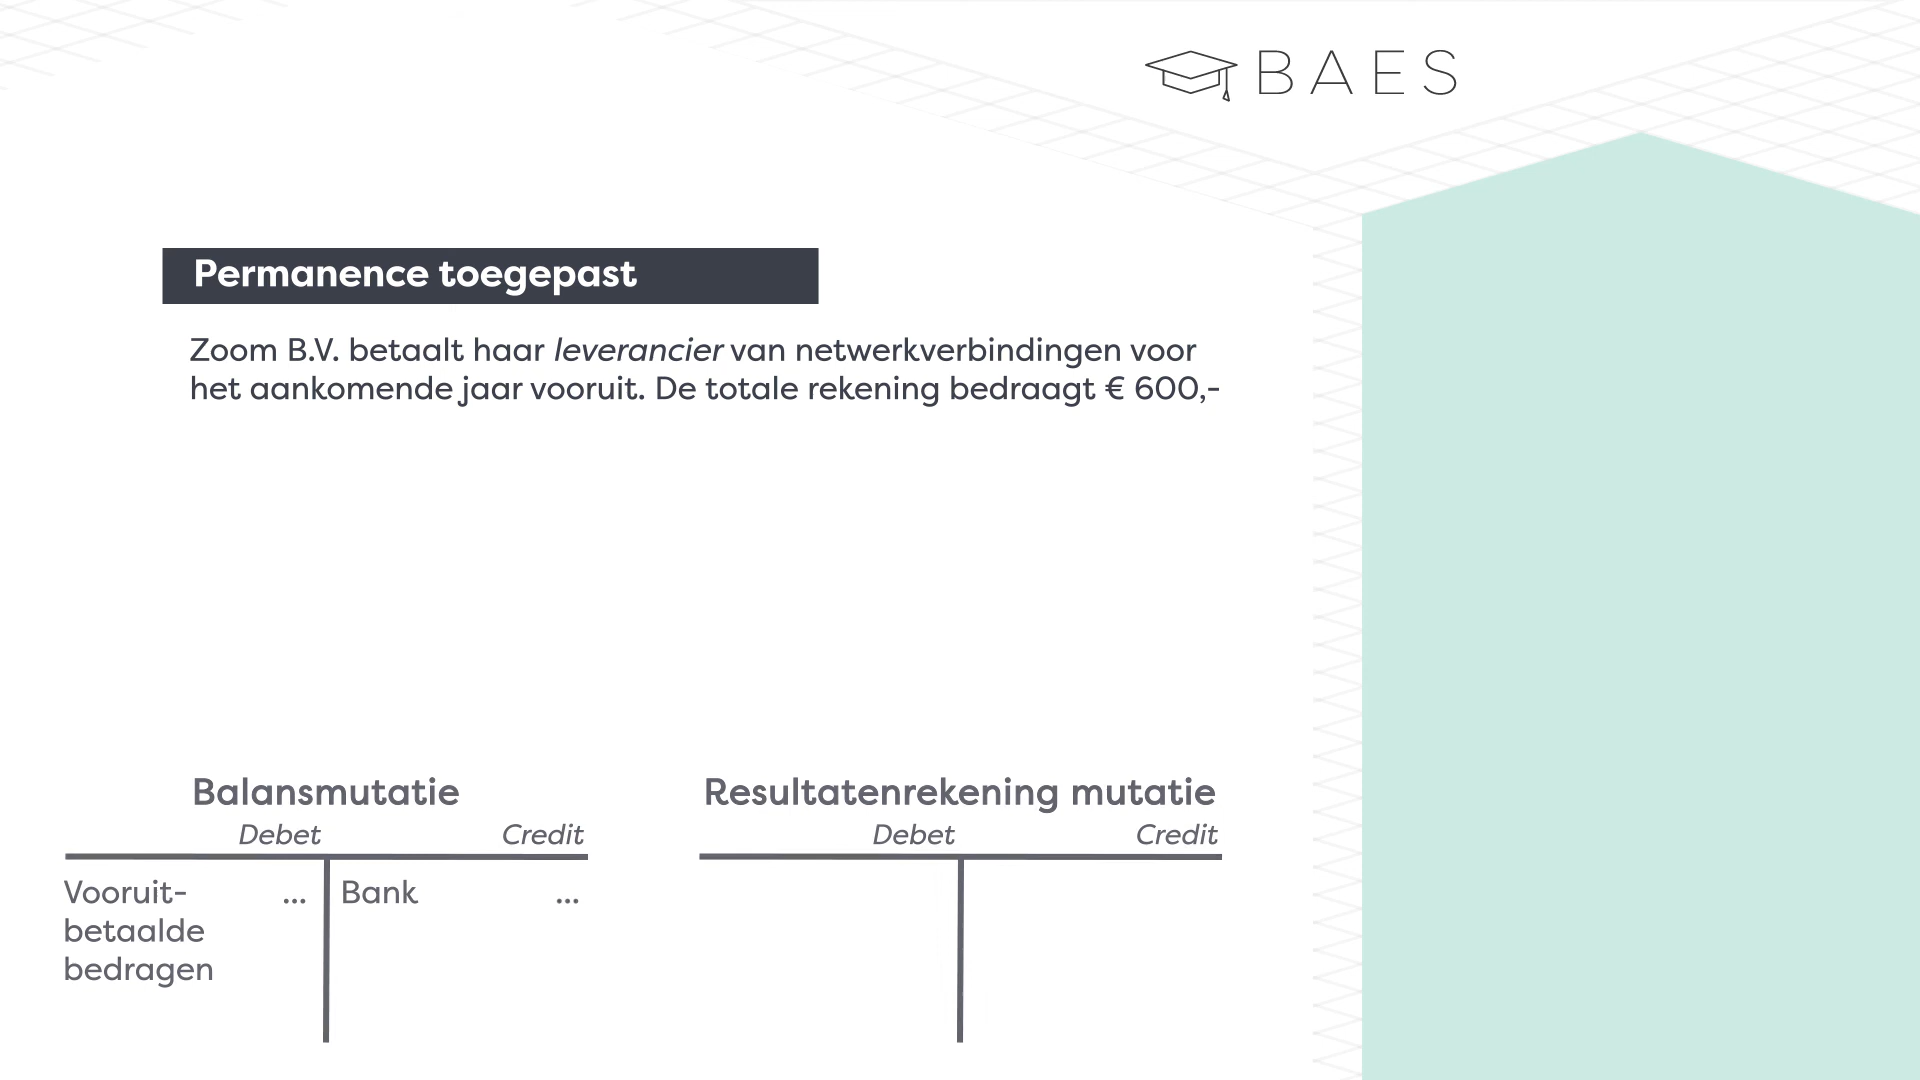 BAES
Permanence toegepast
Zoom B.V. betaalt haar leverancier van netwerkverbindingen voor
het aankomende jaar vooruit. De totale rekening bedraagt € 600,-
Balansmutatie
Debet Credit
Vooruit- ... Bank ...
betaalde
bedragen
Resultatenrekening mutatie
Debet Credit